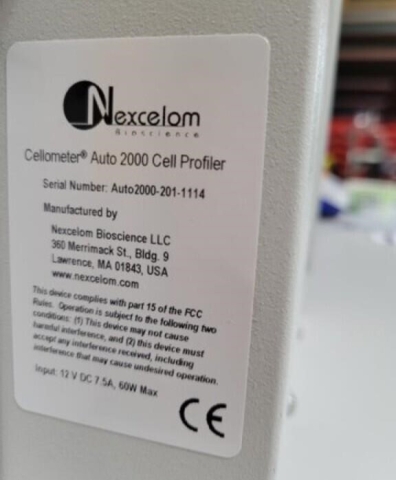 Nexcelom
Bioscience
Cellometer® Auto 2000 Cell Profiler
Serial Number: Auto2000-201-1114
Manufactured by
Nexcelom Bioscience LLC
360 Merrimack St., Bldg. 9
Lawrence, MA 01843, USA
www.nexcelom.com
This device complies with part 15 of the FCC
Rules. Operation is subject to the following two
conditions: (1) This device may not cause
harmful interference, and (2) this device must
accept any interference received, including
interference that may cause undesired operation.
Input: 12 V DC 7.5A, 60W Max
CE